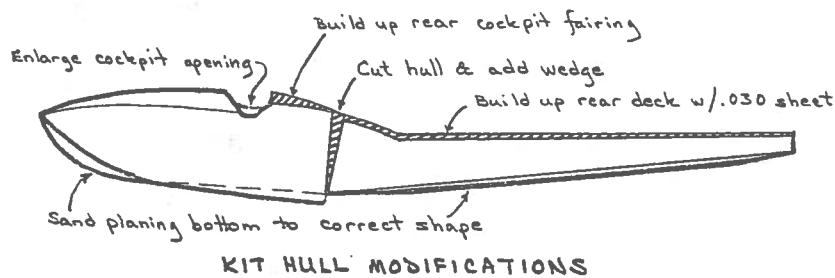 Build up rear cockpit fairing
Enlarge cockpit opening
Cut hull & add wedge
Build up rear deck w/.030 sheet
Sand planing bottom to correct shape
KIT HULL MODIFICATIONS